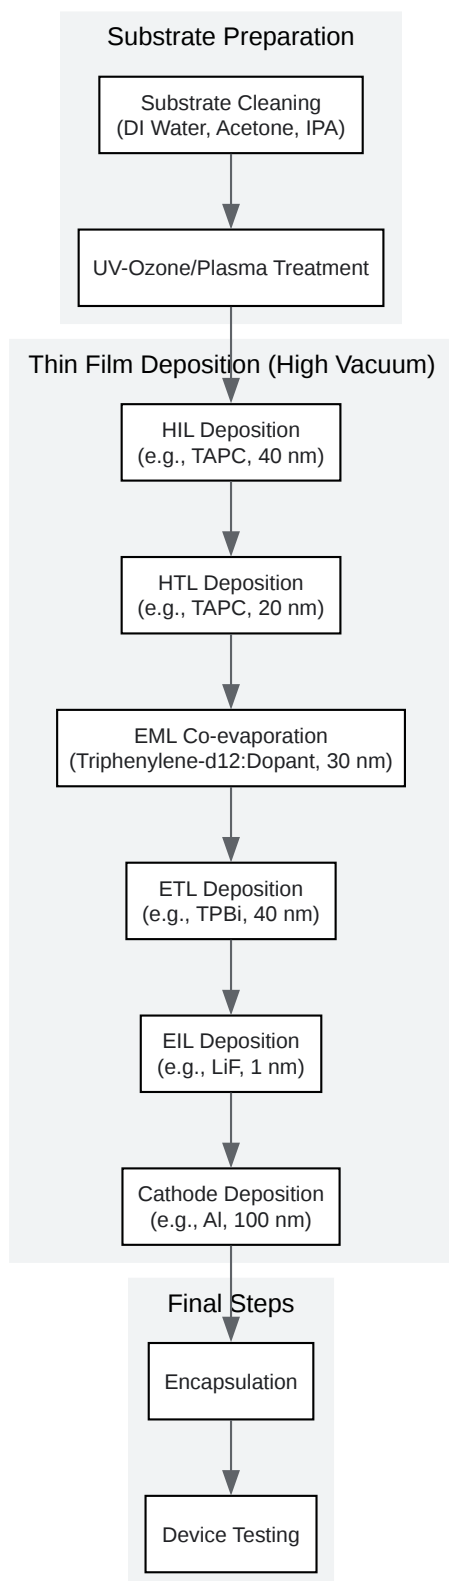 Substrate Preparation
Substrate Cleaning
(DI Water, Acetone, IPA)
UV-Ozone/Plasma Treatment
Thin Film Deposition (High Vacuum)
HIL Deposition
(e.g., TAPC, 40 nm)
HTL Deposition
(e.g., TAPC, 20 nm)
EML Co-evaporation
(Triphenylene-d12:Dopant, 30 nm)
ETL Deposition
(e.g., TPBi, 40 nm)
EIL Deposition
(e.g., LiF, 1 nm)
Cathode Deposition
(e.g., Al, 100 nm)
Final Steps
Encapsulation
Device Testing